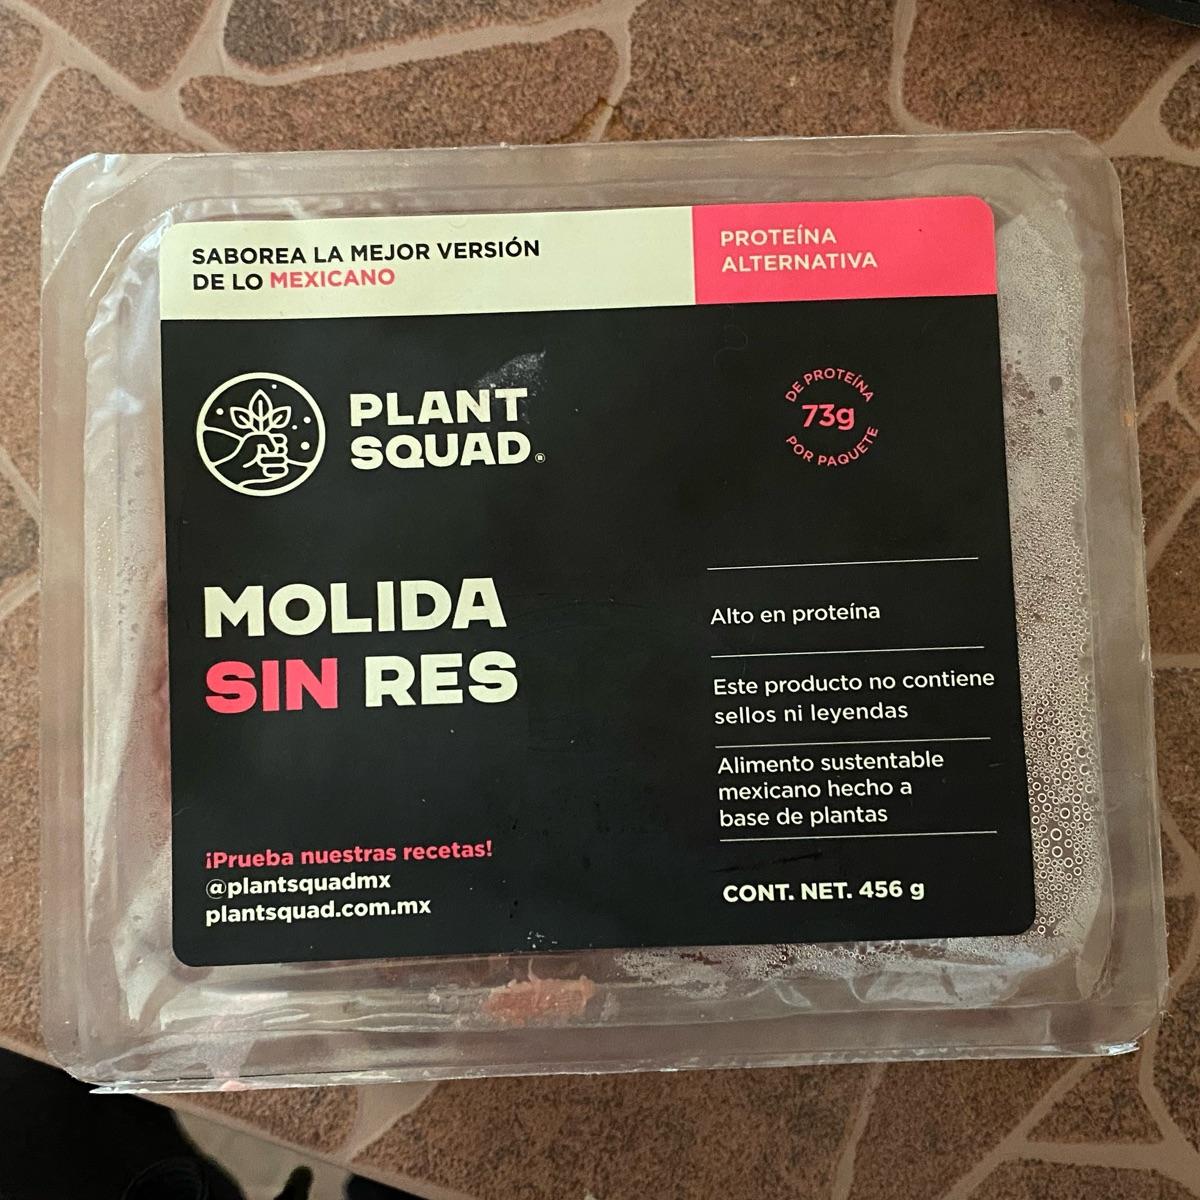 SABOREA LA MEJOR VERSIÓN
DE LO MEXICANO
PROTEÍNA
ALTERNATIVA
PLANT
SQUAD®
DE PROTEÍNA
73g
POR PAQUETE
MOLIDA
SIN RES
Alto en proteína
Este producto no contiene
sellos ni leyendas
Alimento sustentable
mexicano hecho a
base de plantas
¡Prueba nuestras recetas!
@plantsquadmx
plantsquad.com.mx
CONT. NET. 456 g